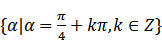 {α|α = π/4 + kπ, k ∈ Z}